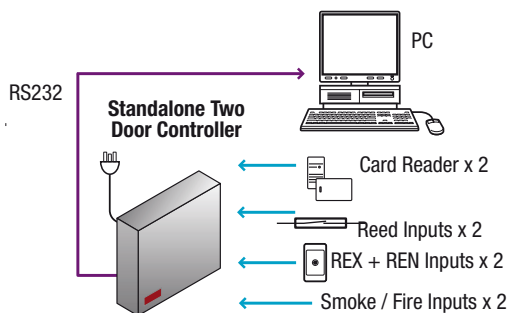 PC
RS232
Standalone Two
Door Controller
Card Reader x 2
Reed Inputs x 2
REX + REN Inputs x 2
Smoke / Fire Inputs x 2